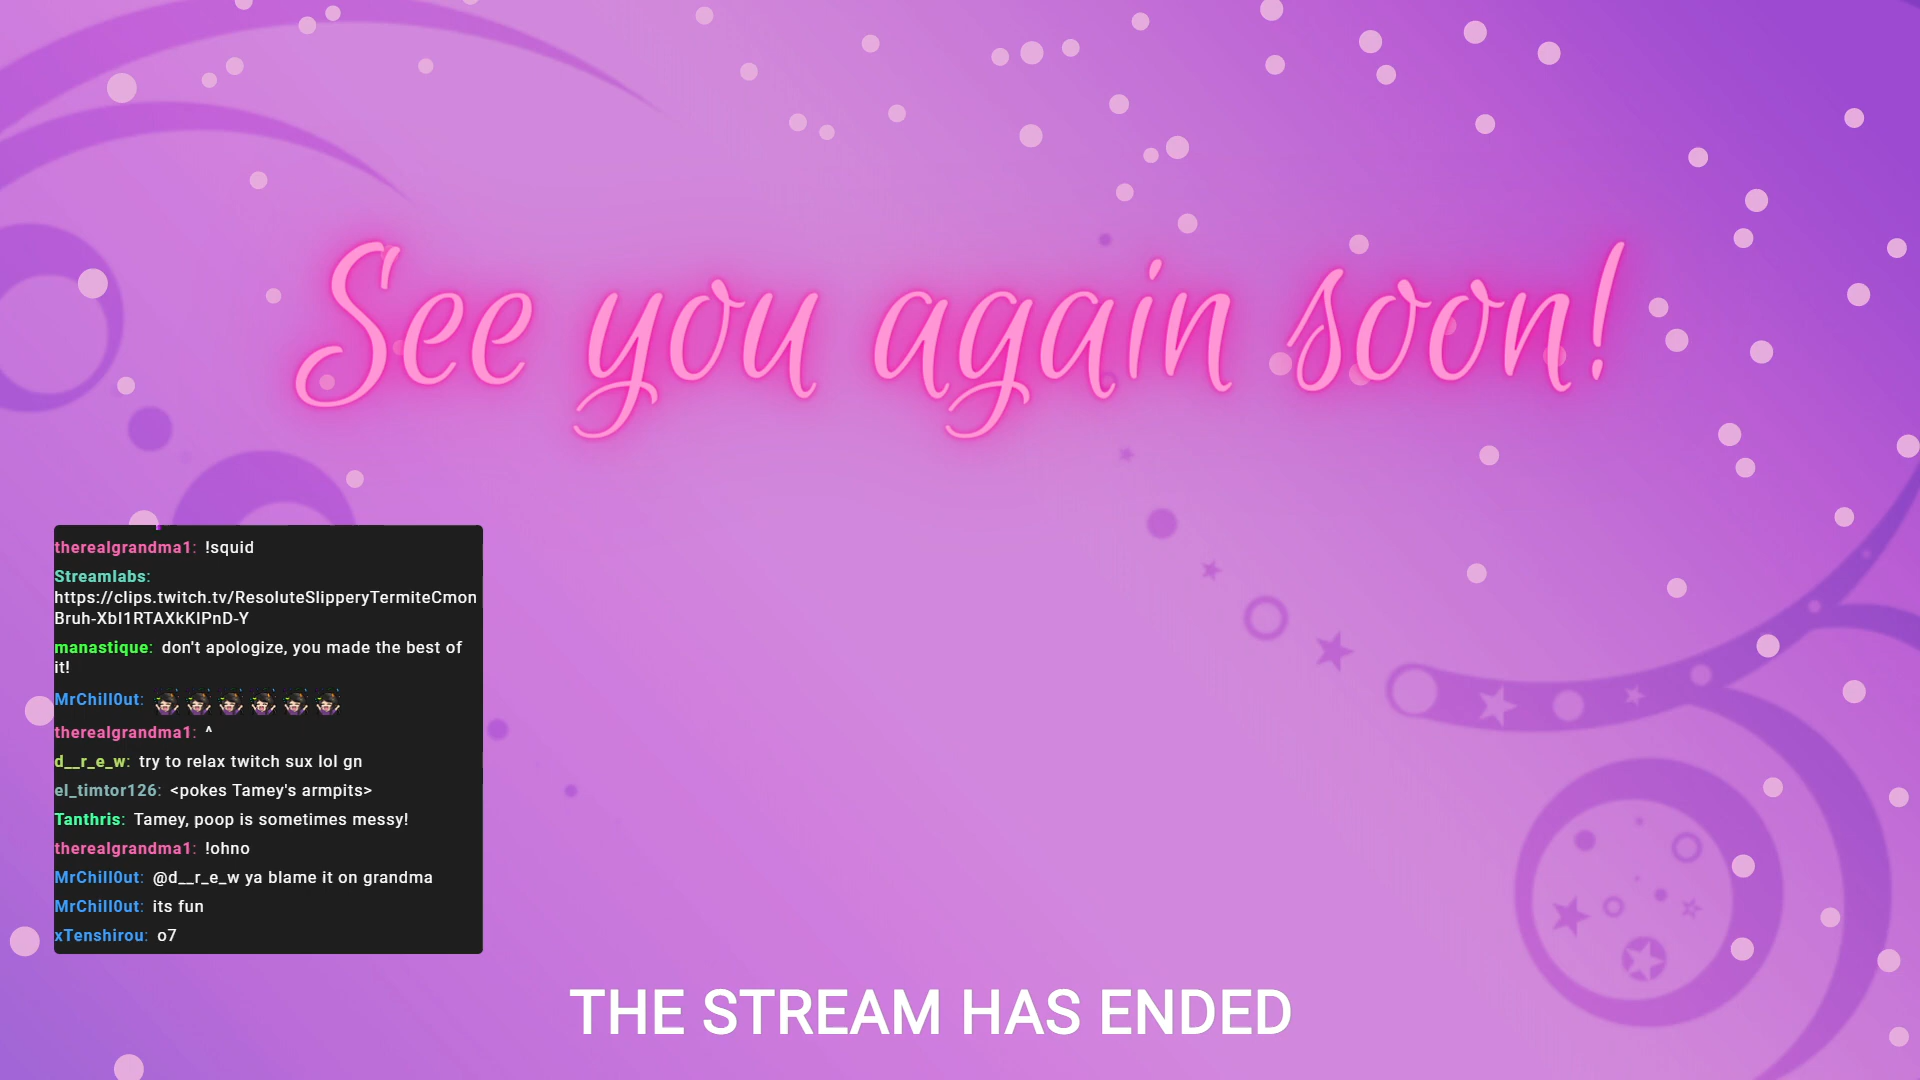 See you again soon!
therealgrandma1: !squid
Streamlabs:
https://clips.twitch.tv/ResoluteSlipperyTermiteCmon
Bruh-Xbl1RTAXkKIPnD-Y
manastique: don't apologize, you made the best of
it!
MrChill0ut:
therealgrandma1: ^
d__r_e_w: try to relax twitch sux lol gn
el_timtor126: <pokes Tamey's armpits>
Tanthris: Tamey, poop is sometimes messy!
therealgrandma1: !ohno
MrChill0ut: @d__r_e_w ya blame it on grandma
MrChill0ut: its fun
xTenshirou: o7
THE STREAM HAS ENDED